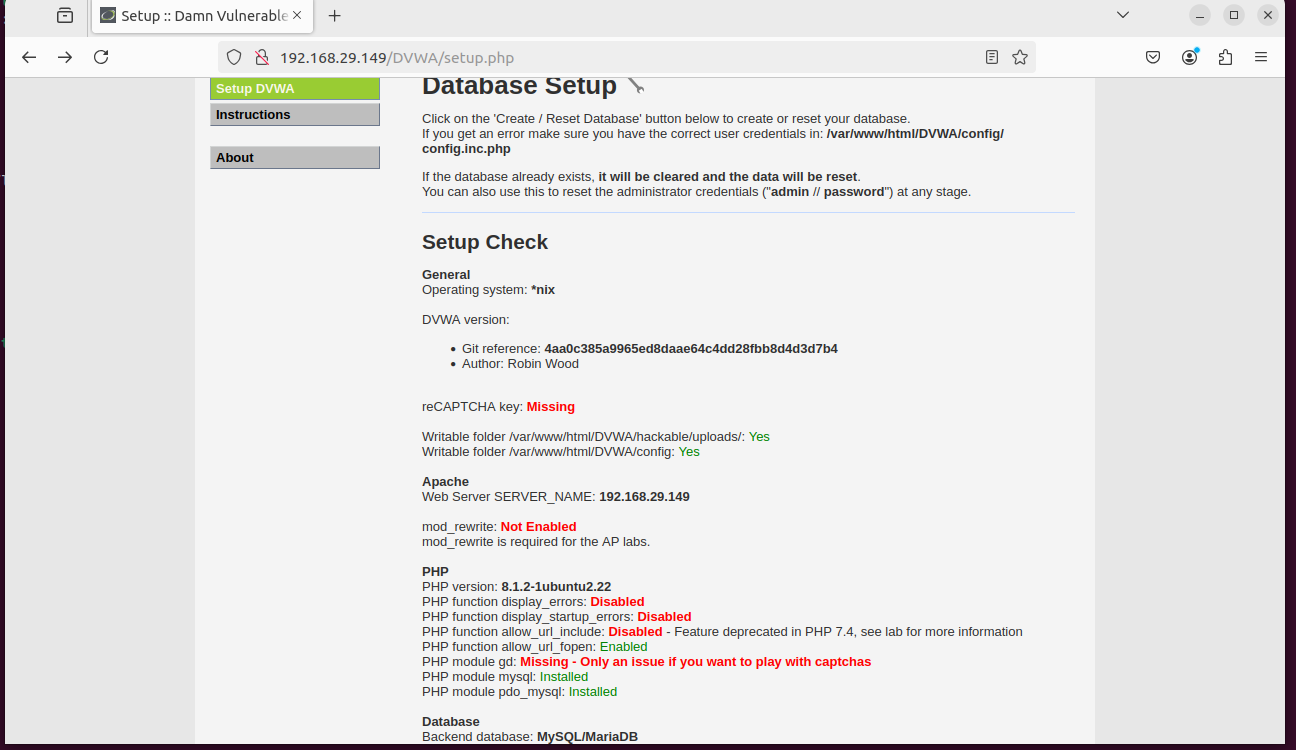 Setup :: Damn Vulnerable
192.168.29.149/DVWA/setup.php
Setup DVWA
Instructions
About
Database Setup
Click on the 'Create / Reset Database' button below to create or reset your database.
If you get an error make sure you have the correct user credentials in: /var/www/html/DVWA/config/
config.inc.php
If the database already exists, it will be cleared and the data will be reset.
You can also use this to reset the administrator credentials ("admin // password") at any stage.
Setup Check
General
Operating system: *nix
DVWA version:
• Git reference: 4aa0c385a9965ed8daae64c4dd28fbb8d4d3d7b4
• Author: Robin Wood
reCAPTCHA key: Missing
Writable folder /var/www/html/DVWA/hackable/uploads/: Yes
Writable folder /var/www/html/DVWA/config: Yes
Apache
Web Server SERVER_NAME: 192.168.29.149
mod_rewrite: Not Enabled
mod_rewrite is required for the AP labs.
PHP
PHP version: 8.1.2-1ubuntu2.22
PHP function display_errors: Disabled
PHP function display_startup_errors: Disabled
PHP function allow_url_include: Disabled - Feature deprecated in PHP 7.4, see lab for more information
PHP function allow_url_fopen: Enabled
PHP module gd: Missing - Only an issue if you want to play with captchas
PHP module mysql: Installed
PHP module pdo_mysql: Installed
Database
Backend database: MySQL/MariaDB